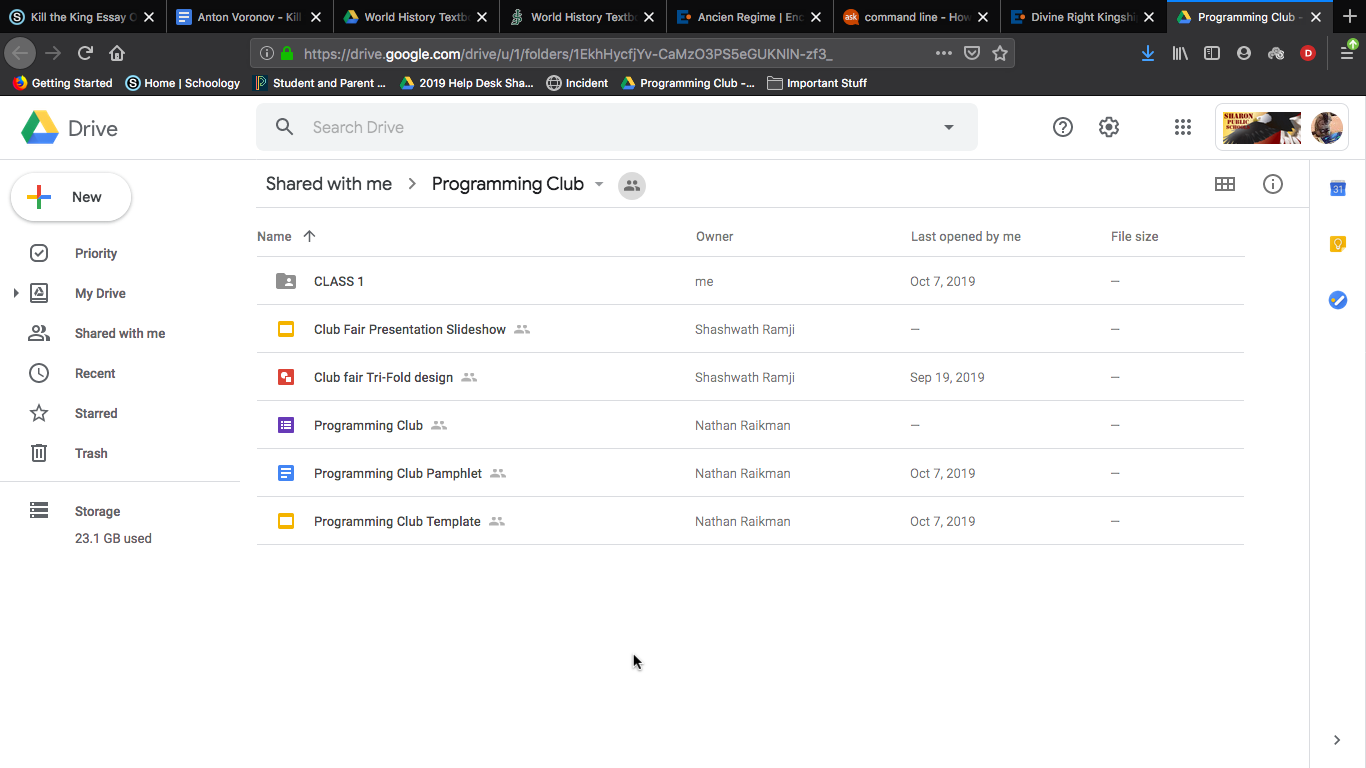 Kill the King Essay O
Anton Voronov - Kill
World History Textbo
World History Textbo
Ancien Regime | Enc
ask command line - How
Divine Right Kingshi
Programming Club -
https://drive.google.com/drive/u/1/folders/1EkhHycfjYv-CaMzO3PS5eGUKNIN-zf3_
Getting Started
Home | Schoology
Student and Parent ...
2019 Help Desk Sha...
Incident
Programming Club -...
Important Stuff
Drive
Search Drive
SHARON
PUBLIC
SCHOOLS
New
Shared with me > Programming Club
Priority
My Drive
Shared with me
Recent
Starred
Trash
Storage
23.1 GB used
Name Owner Last opened by me File size
CLASS 1 me Oct 7, 2019 –
Club Fair Presentation Slideshow Shashwath Ramji – –
Club fair Tri-Fold design Shashwath Ramji Sep 19, 2019 –
Programming Club Nathan Raikman – –
Programming Club Pamphlet Nathan Raikman Oct 7, 2019 –
Programming Club Template Nathan Raikman Oct 7, 2019 –
31